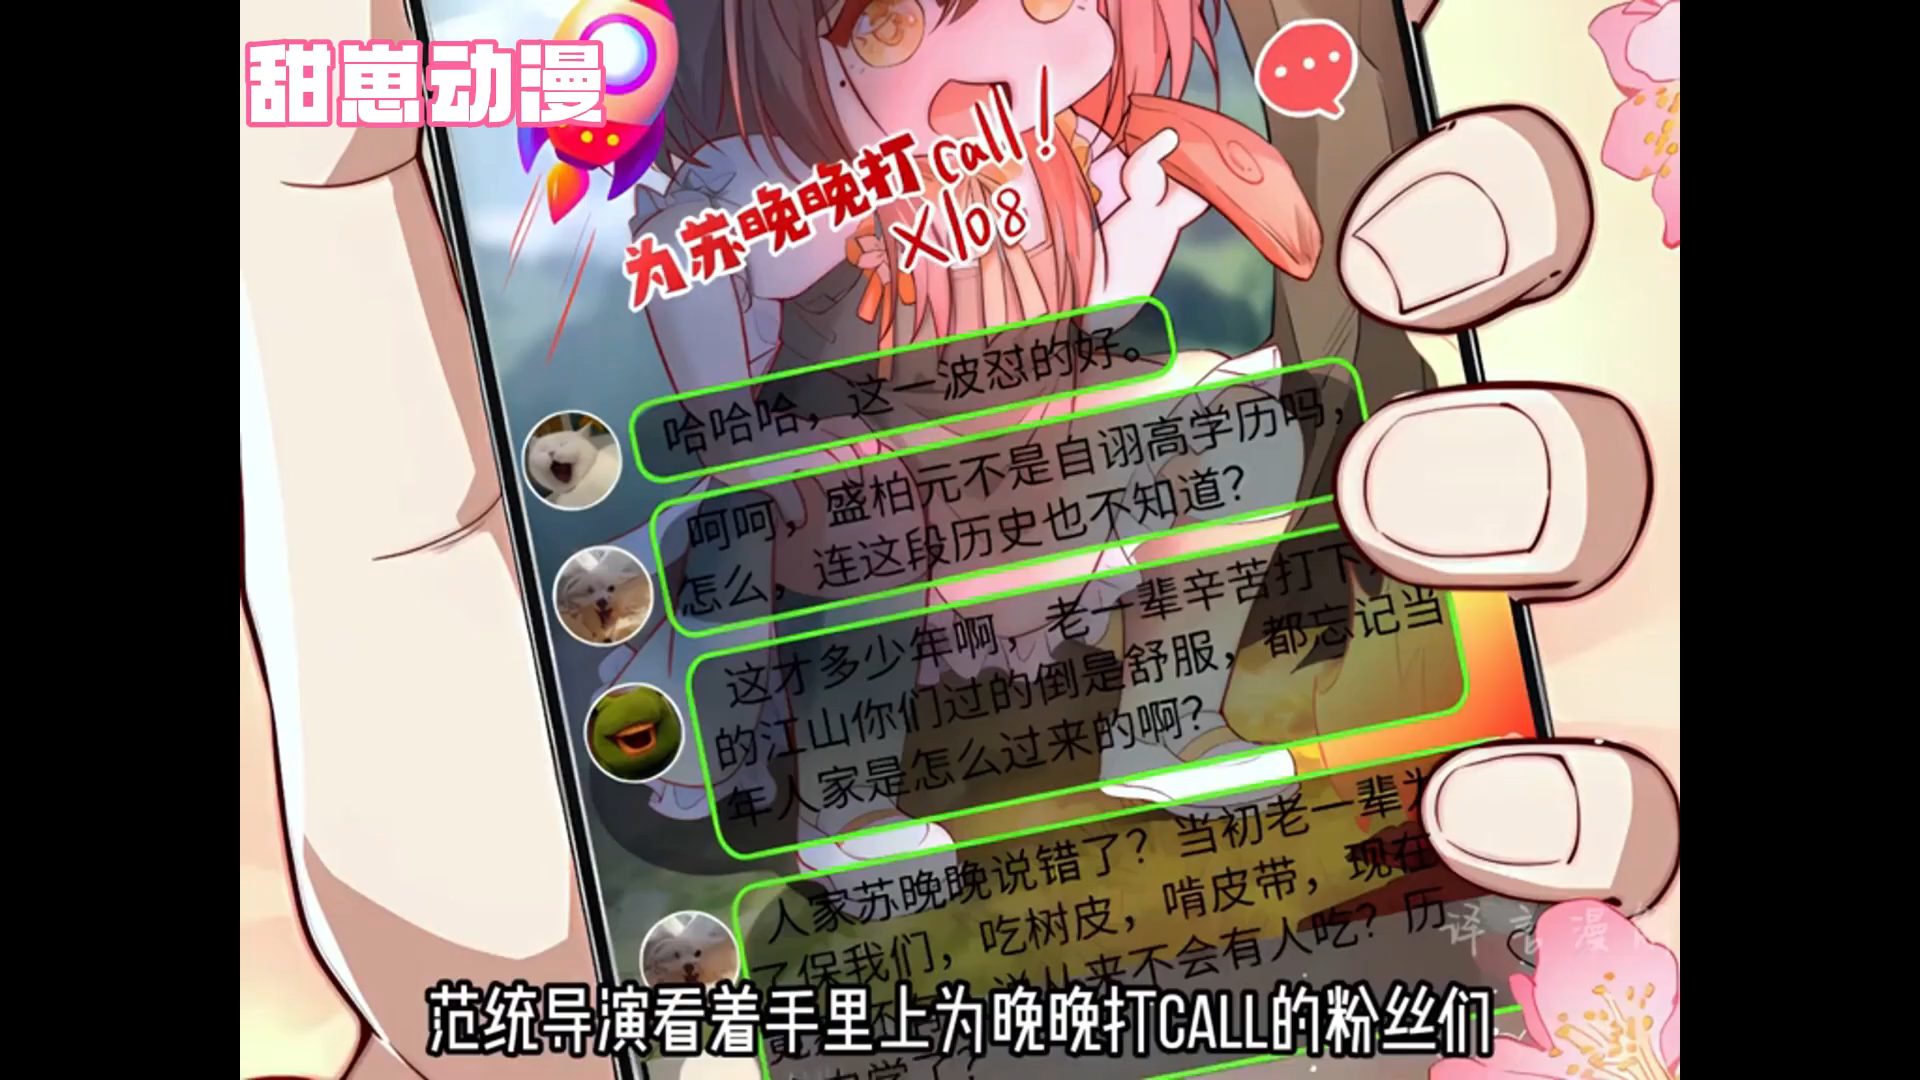 甜崽动漫
为苏晚晚打call!
X108
哈哈哈，这一波怼的好。
呵呵，盛柏元不是自诩高学历吗，
怎么，连这段历史也不知道？
这才多少年啊，老一辈辛苦打下
的江山你们过的倒是舒服，都忘记当
年人家是怎么过来的啊？
人家苏晚晚说错了？当初老一辈为
了保我们，吃树皮，啃皮带，现在
说从来不会有人吃？历
译言漫
范统导演看着手里上为晚晚打CALL的粉丝们